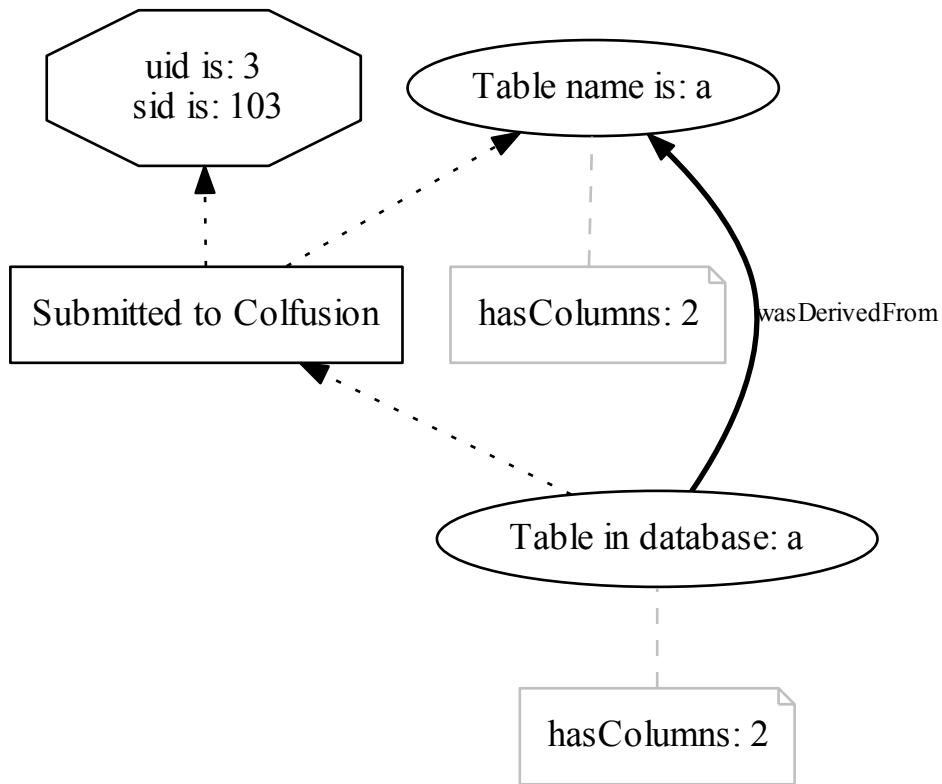 uid is: 3
sid is: 103
Table name is: a
Submitted to Colfusion
hasColumns: 2
wasDerivedFrom
Table in database: a
hasColumns: 2